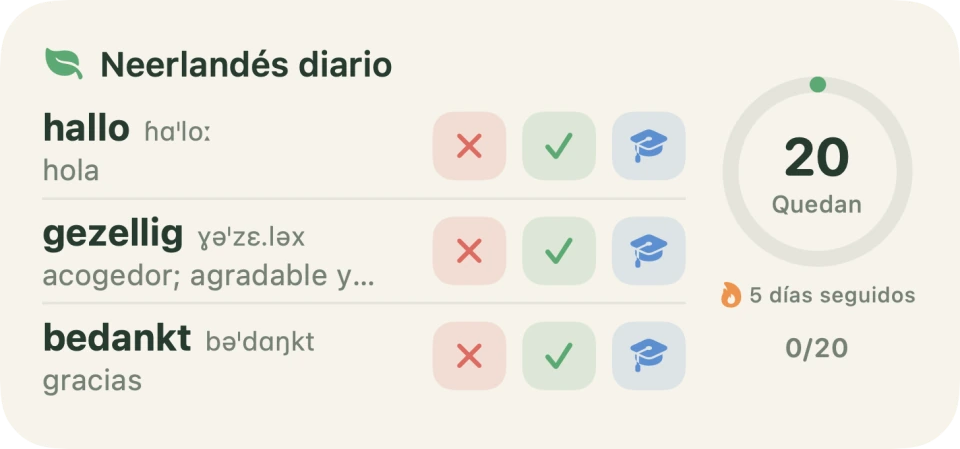 Neerlandés diario
hallo ɦɑˈloː
hola
gezellig ɣəˈzɛ.ləx
acogedor; agradable y...
bedankt bəˈdɑŋkt
gracias
20
Quedan
5 días seguidos
0/20